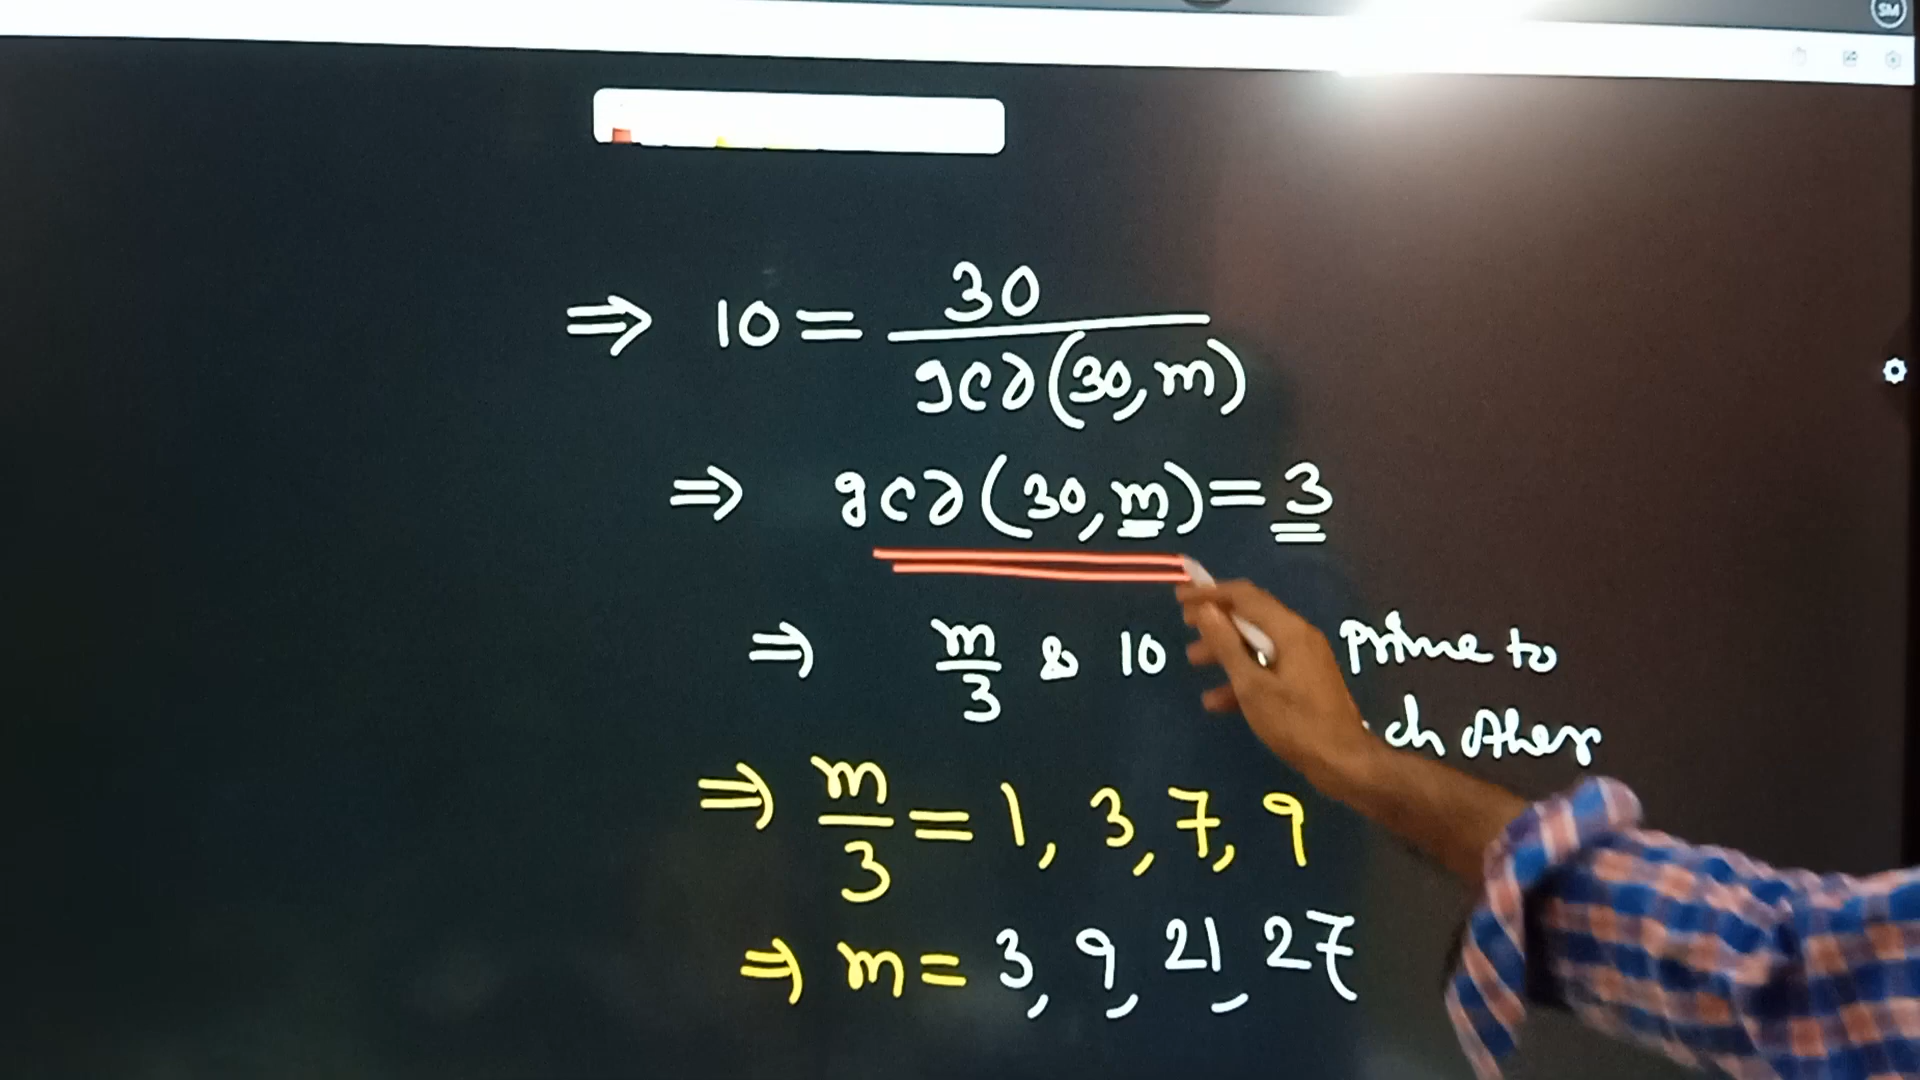 SM
⇒ 10 = 30 / gcd(30, m)
⇒ gcd(30, m) = 3
⇒ m/3 & 10 prime to
other
⇒ m/3 = 1, 3, 7, 9
⇒ m = 3, 9, 21, 27